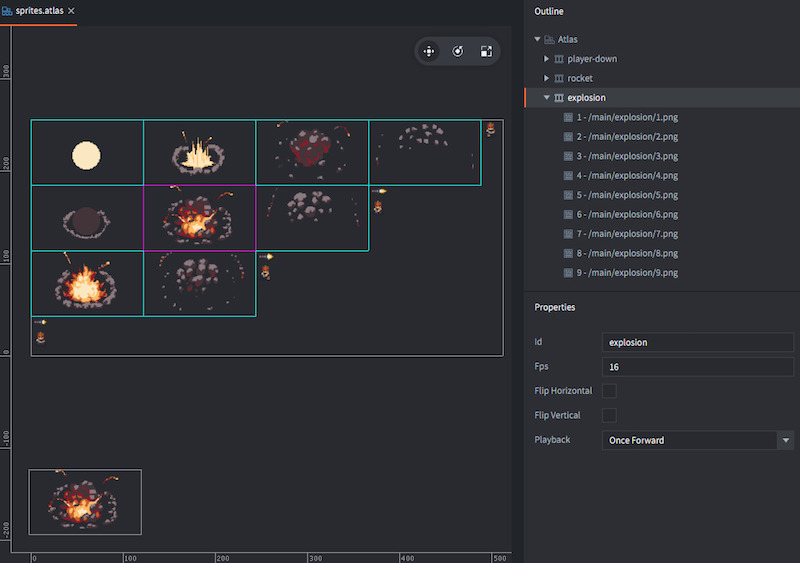 sprites.atlas
Outline
Atlas
player-down
rocket
explosion
1 - /main/explosion/1.png
2 - /main/explosion/2.png
3 - /main/explosion/3.png
4 - /main/explosion/4.png
5 - /main/explosion/5.png
6 - /main/explosion/6.png
7 - /main/explosion/7.png
8 - /main/explosion/8.png
9 - /main/explosion/9.png
Properties
Id explosion
Fps 16
Flip Horizontal
Flip Vertical
Playback Once Forward
300
200
100
0
-100
-200
0 100 200 300 400 500